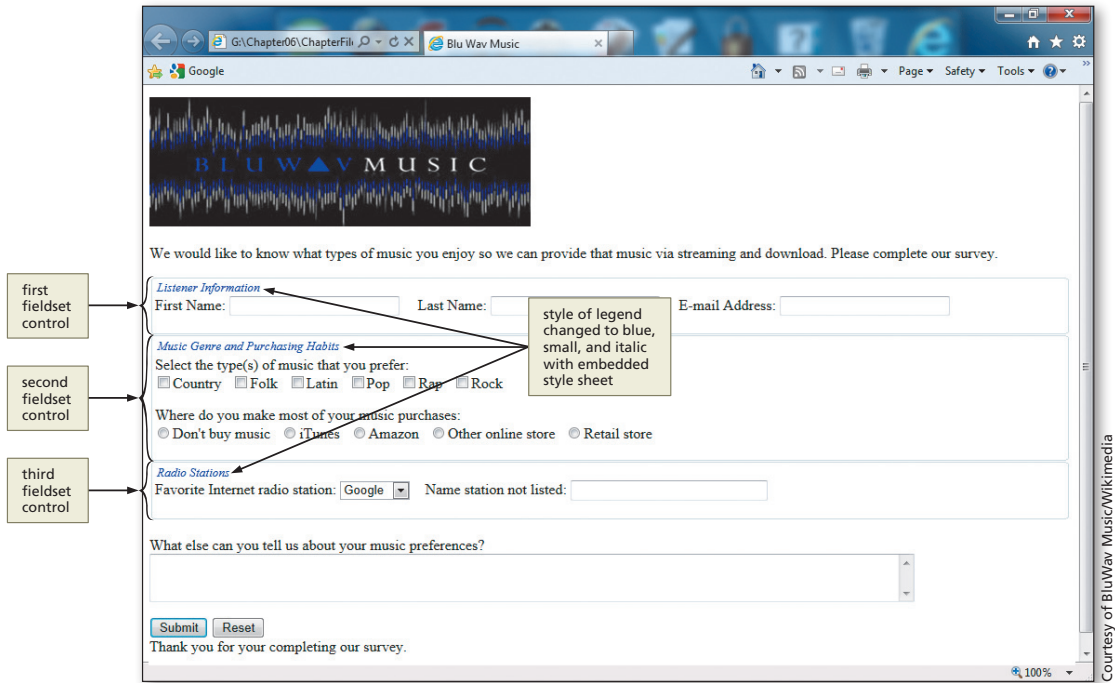 G:\Chapter06\ChapterFil
Blu Wav Music
Google
Page
Safety
Tools
BLUWAVMUSIC
We would like to know what types of music you enjoy so we can provide that music via streaming and download. Please complete our survey.
first
fieldset
control
Listener Information
First Name:
Last Name:
E-mail Address:
style of legend
changed to blue,
small, and italic
with embedded
style sheet
second
fieldset
control
Music Genre and Purchasing Habits
Select the type(s) of music that you prefer:
Country Folk Latin Pop Rap Rock
Where do you make most of your music purchases:
Don't buy music iTunes Amazon Other online store Retail store
third
fieldset
control
Radio Stations
Favorite Internet radio station: Google Name station not listed:
What else can you tell us about your music preferences?
Submit Reset
Thank you for your completing our survey.
100%
Courtesy of BluWav Music/Wikimedia